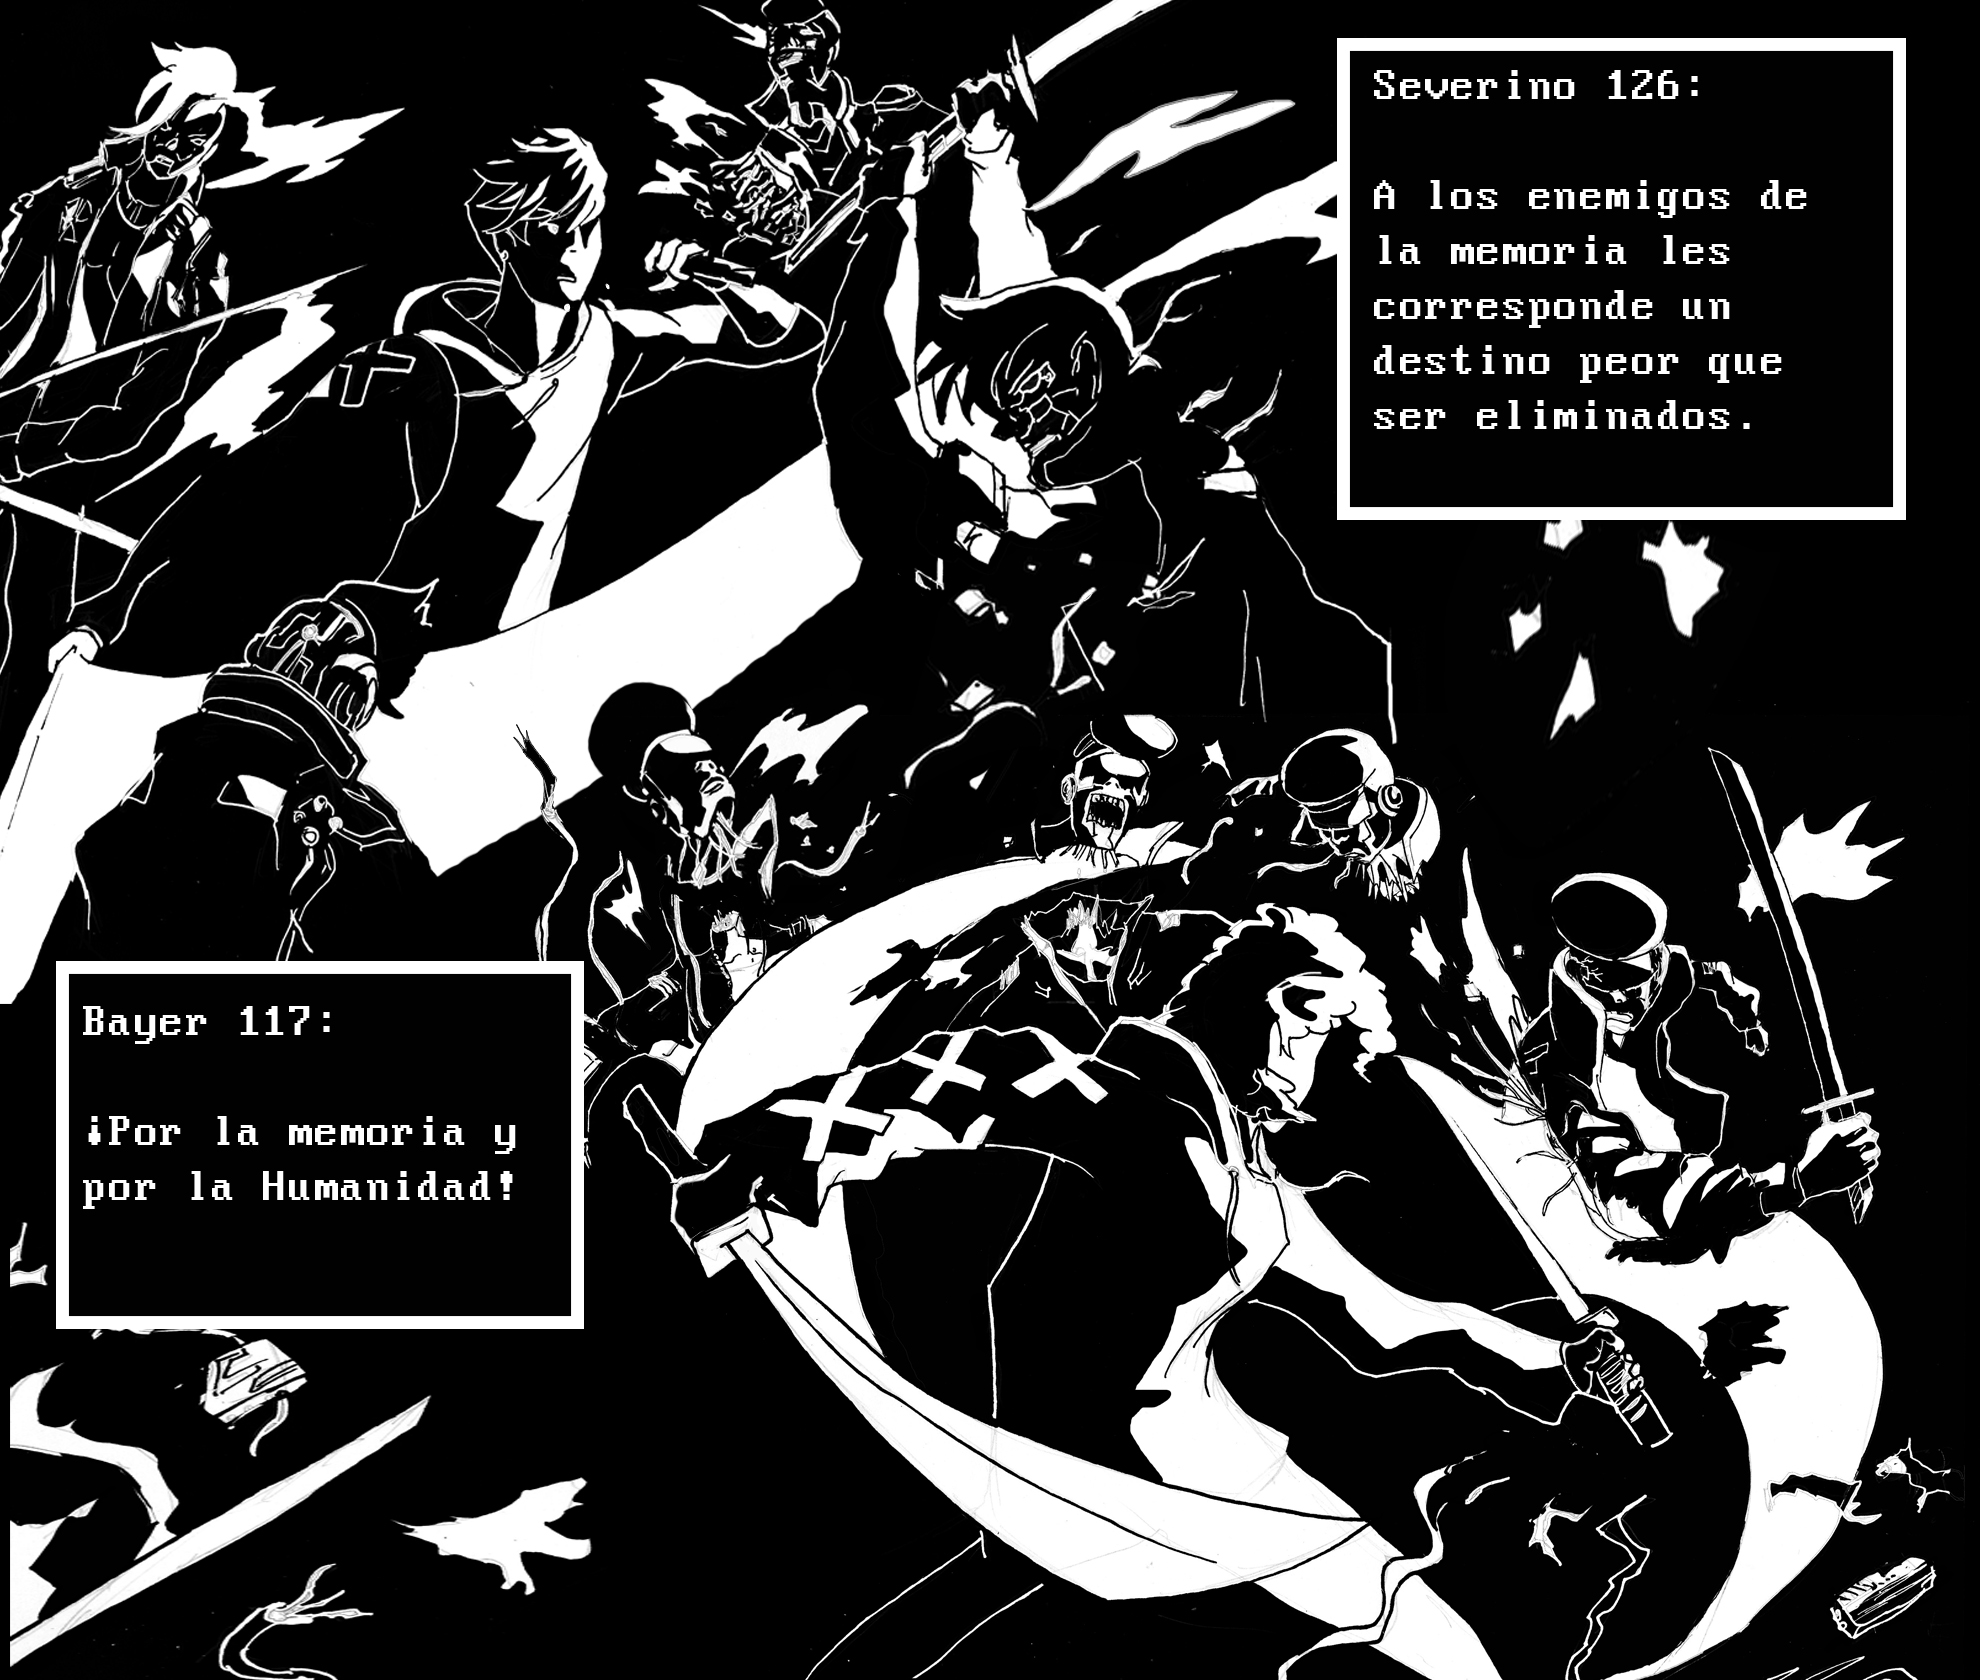 Severino 126:
A los enemigos de
la memoria les
corresponde un
destino peor que
ser eliminados.
Bayer 117:
¡Por la memoria y
por la Humanidad!